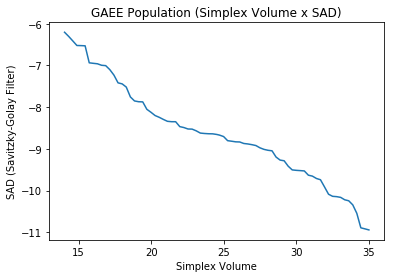 GAEE Population (Simplex Volume x SAD)
SAD (Savitzky-Golay Filter)
−6
−7
−8
−9
−10
−11
15 20 25 30 35
Simplex Volume